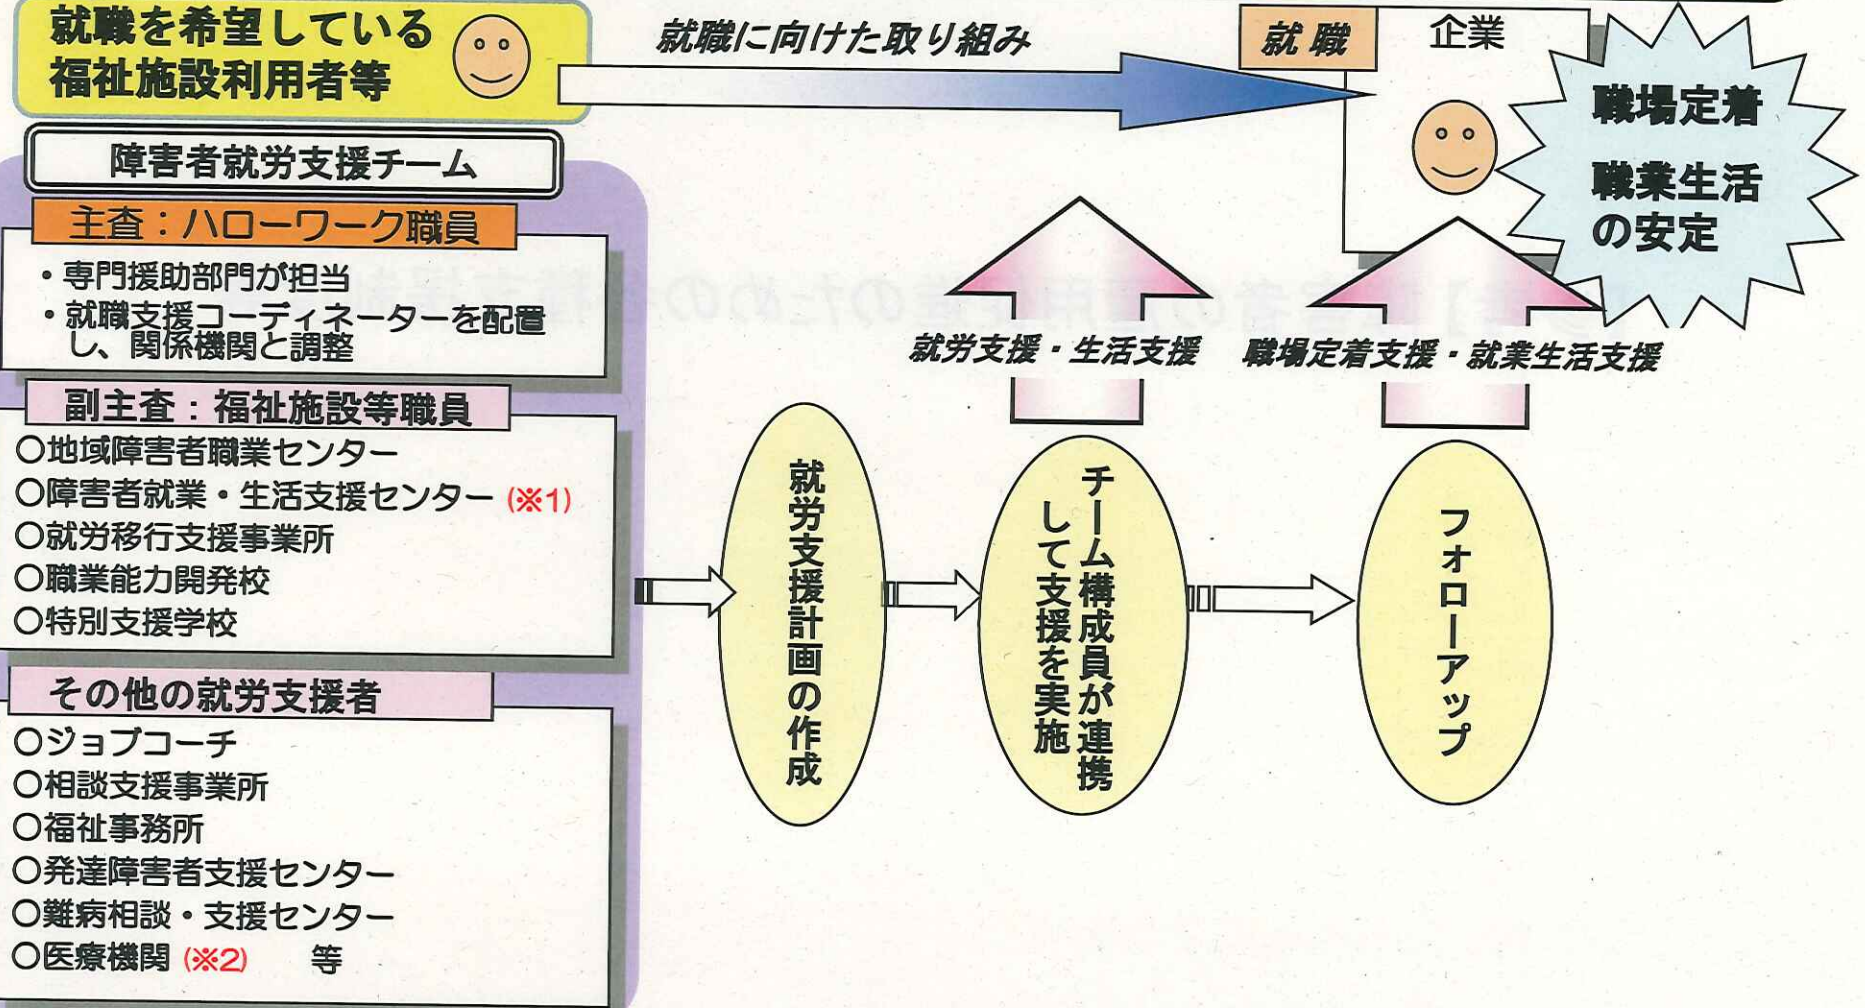 就職を希望している
福祉施設利用者等
就職に向けた取り組み
就職
企業
職場定着
職業生活
の安定
障害者就労支援チーム
主査：ハローワーク職員
・専門援助部門が担当
・就職支援コーディネーターを配置
し、関係機関と調整
副主査：福祉施設等職員
〇地域障害者職業センター
〇障害者就業・生活支援センター (※1)
〇就労移行支援事業所
〇職業能力開発校
〇特別支援学校
その他の就労支援者
〇ジョブコーチ
〇相談支援事業所
〇福祉事務所
〇発達障害者支援センター
〇難病相談・支援センター
〇医療機関 (※2) 等
就労支援・生活支援
職場定着支援・就業生活支援
就労支援計画の作成
チーム構成員が連携
して支援を実施
フォローアップ